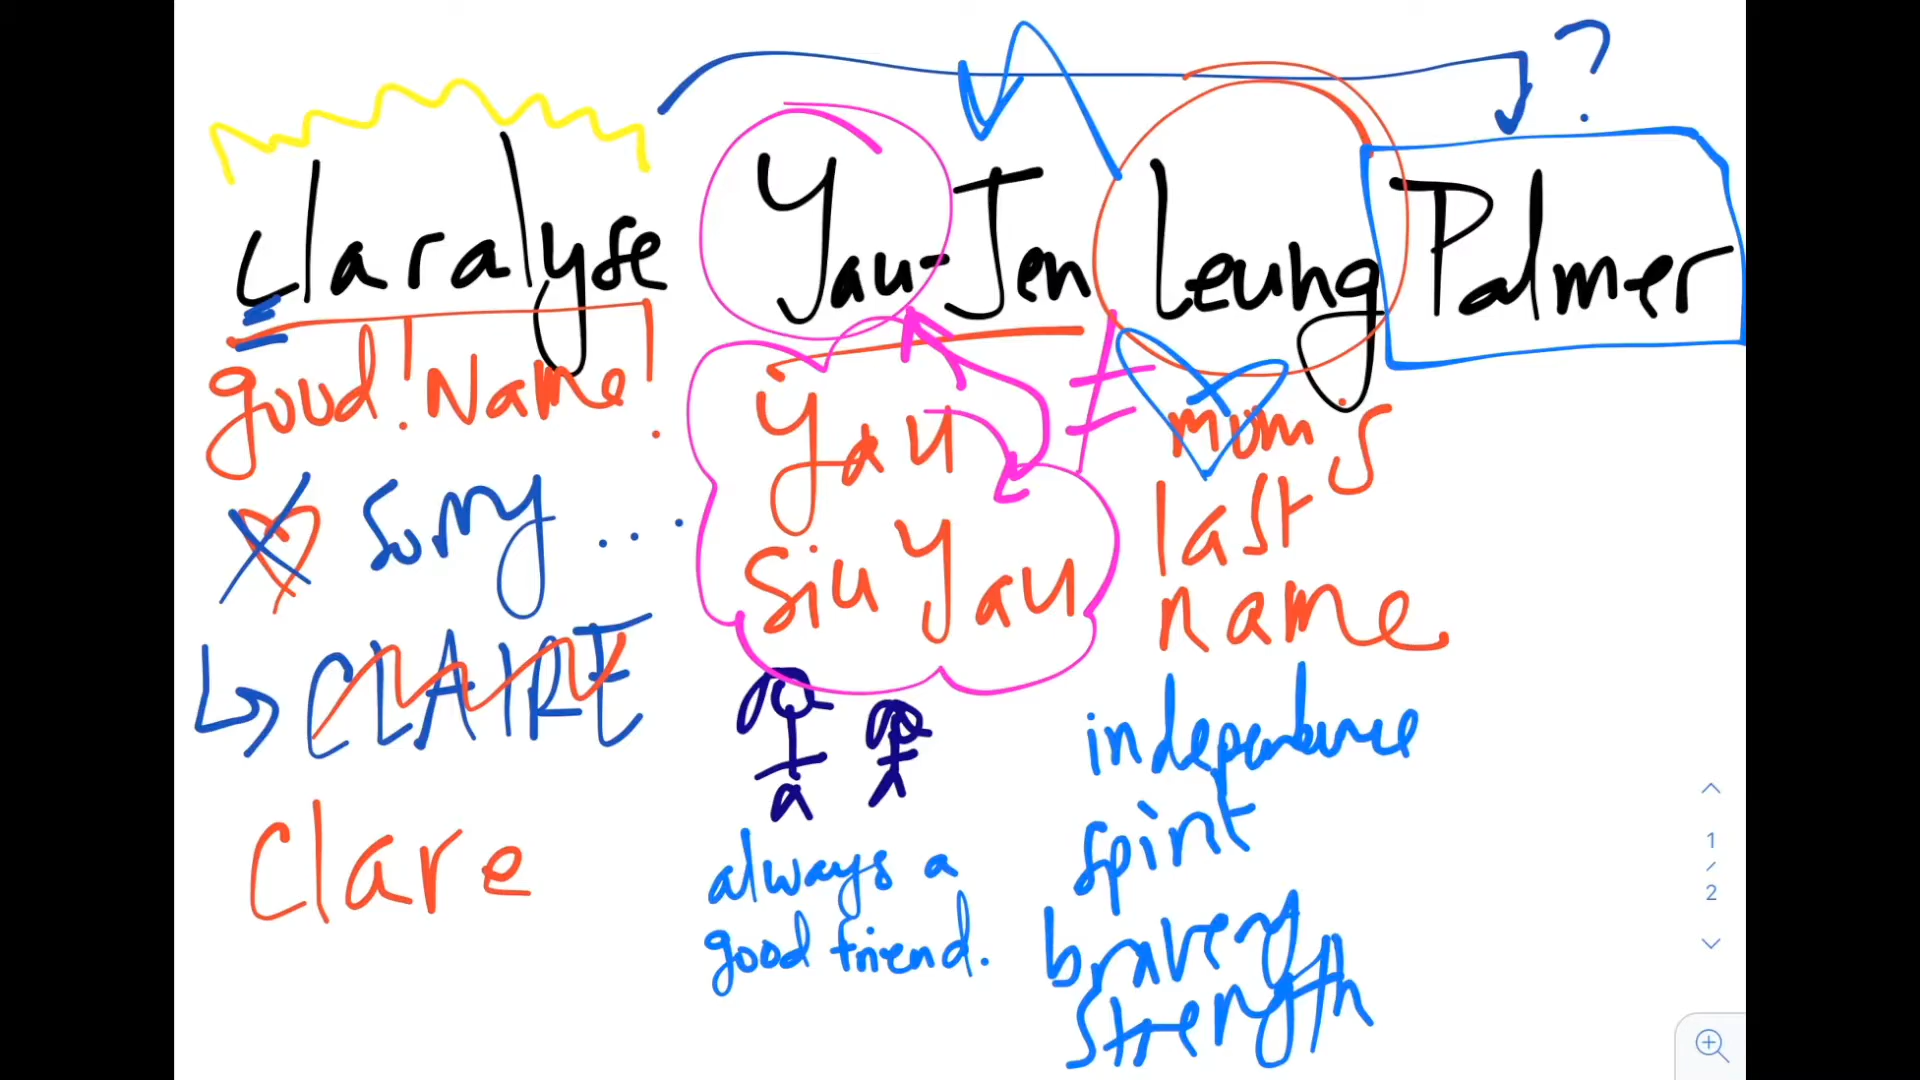 ?
Claralyse Yau-Jen Leung Palmer
good! Name!
sorry...
CLAIRE
Clare
Yau
Siu Yau
always a
good friend.
mum's
last
name
independence
spirit
bravery
strength
1
/
2